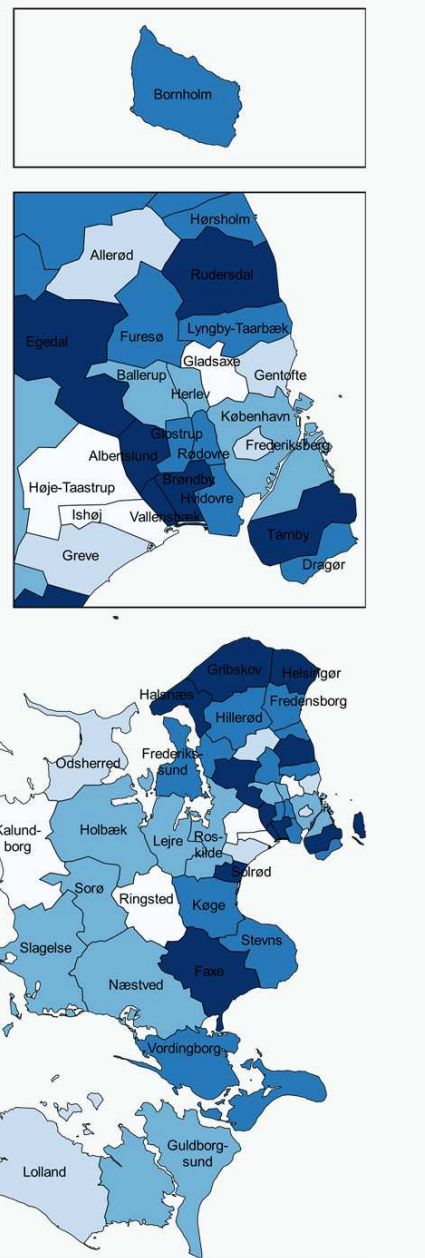 Bornholm
Hørsholm
Allerød
Rudersdal
Lyngby-Taarbæk
Egedal
Furesø
Gladsaxe
Ballerup
Gentofte
Herlev
København
Glostrup
Frederiksberg
Albertslund
Rødovre
Brøndby
Høje-Taastrup
Hvidovre
Ishøj
Vallensbæk
Tårnby
Greve
Dragør
Gribskov
Helsingør
Halsnæs
Fredensborg
Hillerød
Frederiks-
sund
Odsherred
Kalund-
borg
Holbæk
Lejre
Ros-
kilde
Solrød
Sorø
Ringsted
Køge
Slagelse
Stevns
Faxe
Næstved
Vordingborg
Guldborg-
sund
Lolland